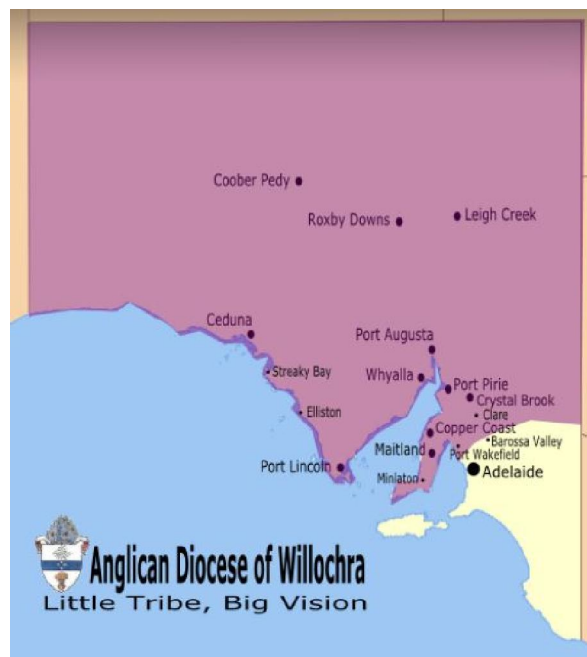 Coober Pedy
Leigh Creek
Roxby Downs
Ceduna
Port Augusta
Streaky Bay
Whyalla
Port Pirie
Crystal Brook
Elliston
Clare
Copper Coast
Barossa Valley
Maitland
Port Wakefield
Port Lincoln
Adelaide
Minlaton
Anglican Diocese of Willochra
Little Tribe, Big Vision